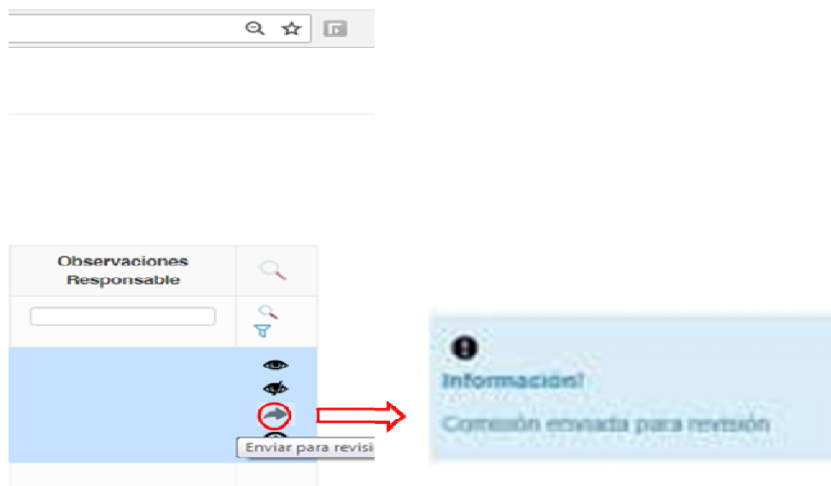 Observaciones
Responsable
Enviar para revisi
Información!
Comisión enviada para revisión